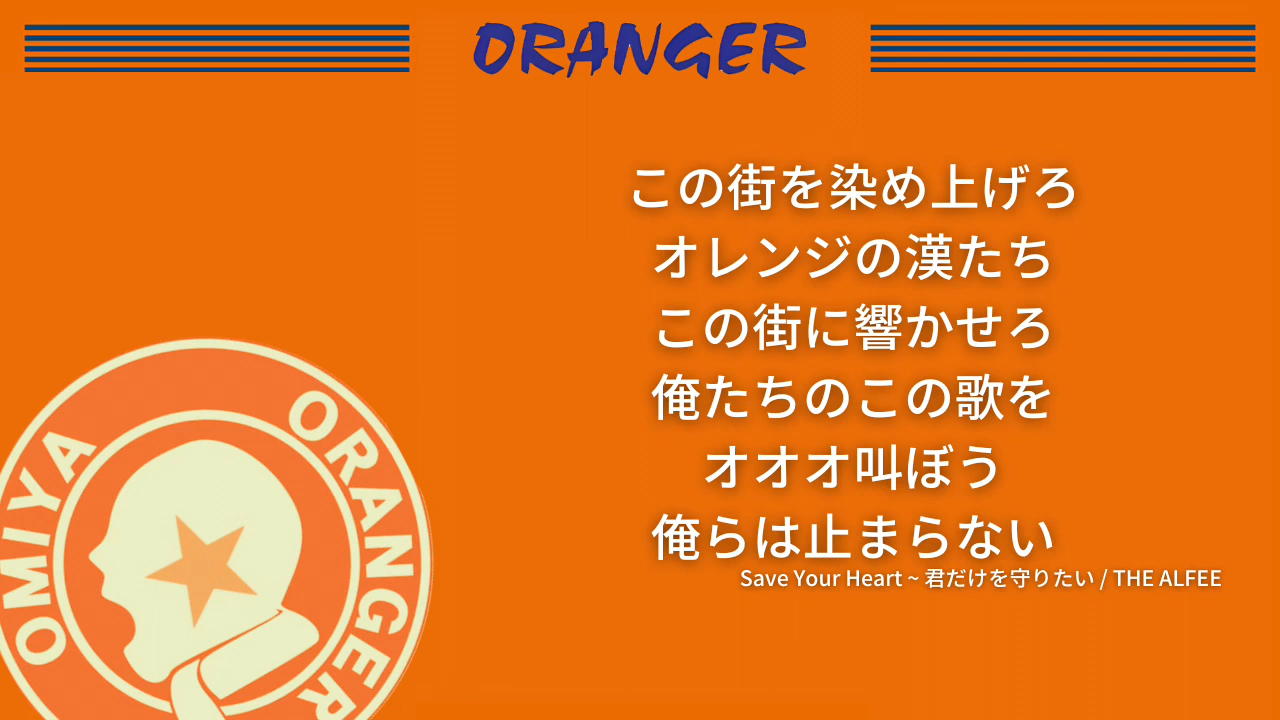 ORANGER
この街を染め上げろ
オレンジの漢たち
この街に響かせろ
俺たちのこの歌を
オオオ叫ぼう
俺らは止まらない
Save Your Heart ~ 君だけを守りたい / THE ALFEE
OMIYA ORANGER